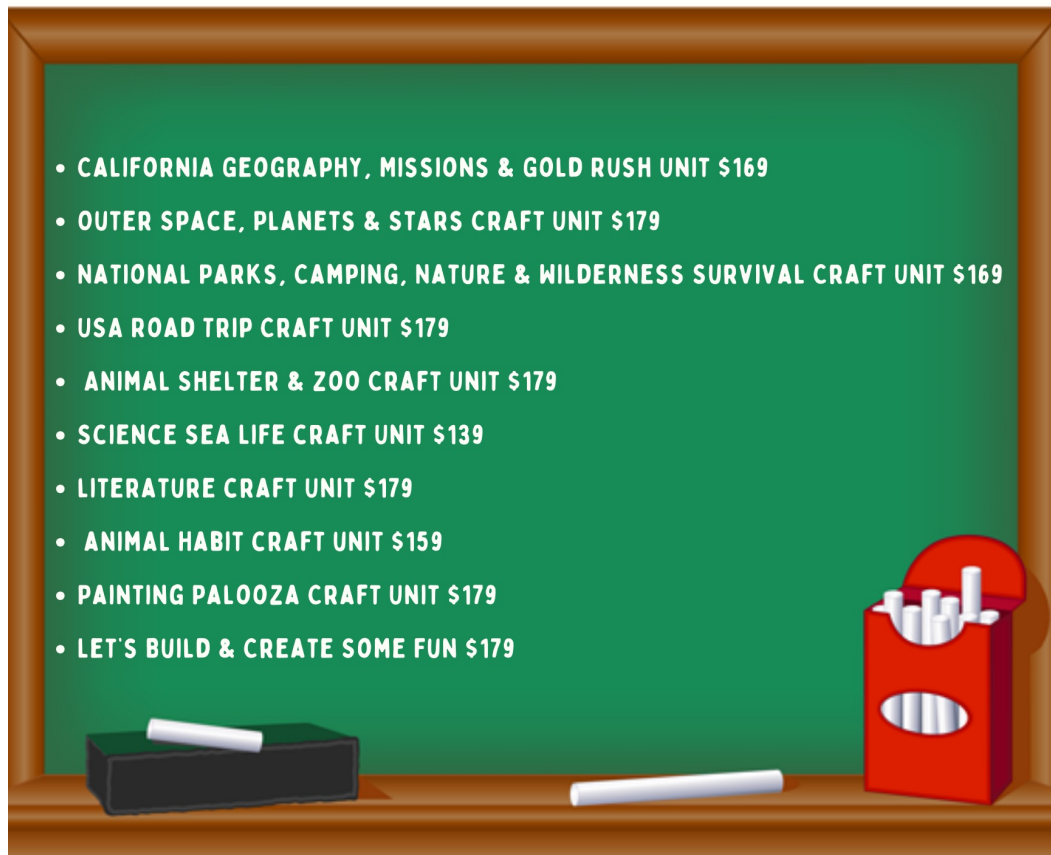 • CALIFORNIA GEOGRAPHY, MISSIONS & GOLD RUSH UNIT $169
• OUTER SPACE, PLANETS & STARS CRAFT UNIT $179
• NATIONAL PARKS, CAMPING, NATURE & WILDERNESS SURVIVAL CRAFT UNIT $169
• USA ROAD TRIP CRAFT UNIT $179
• ANIMAL SHELTER & ZOO CRAFT UNIT $179
• SCIENCE SEA LIFE CRAFT UNIT $139
• LITERATURE CRAFT UNIT $179
• ANIMAL HABIT CRAFT UNIT $159
• PAINTING PALOOZA CRAFT UNIT $179
• LET'S BUILD & CREATE SOME FUN $179